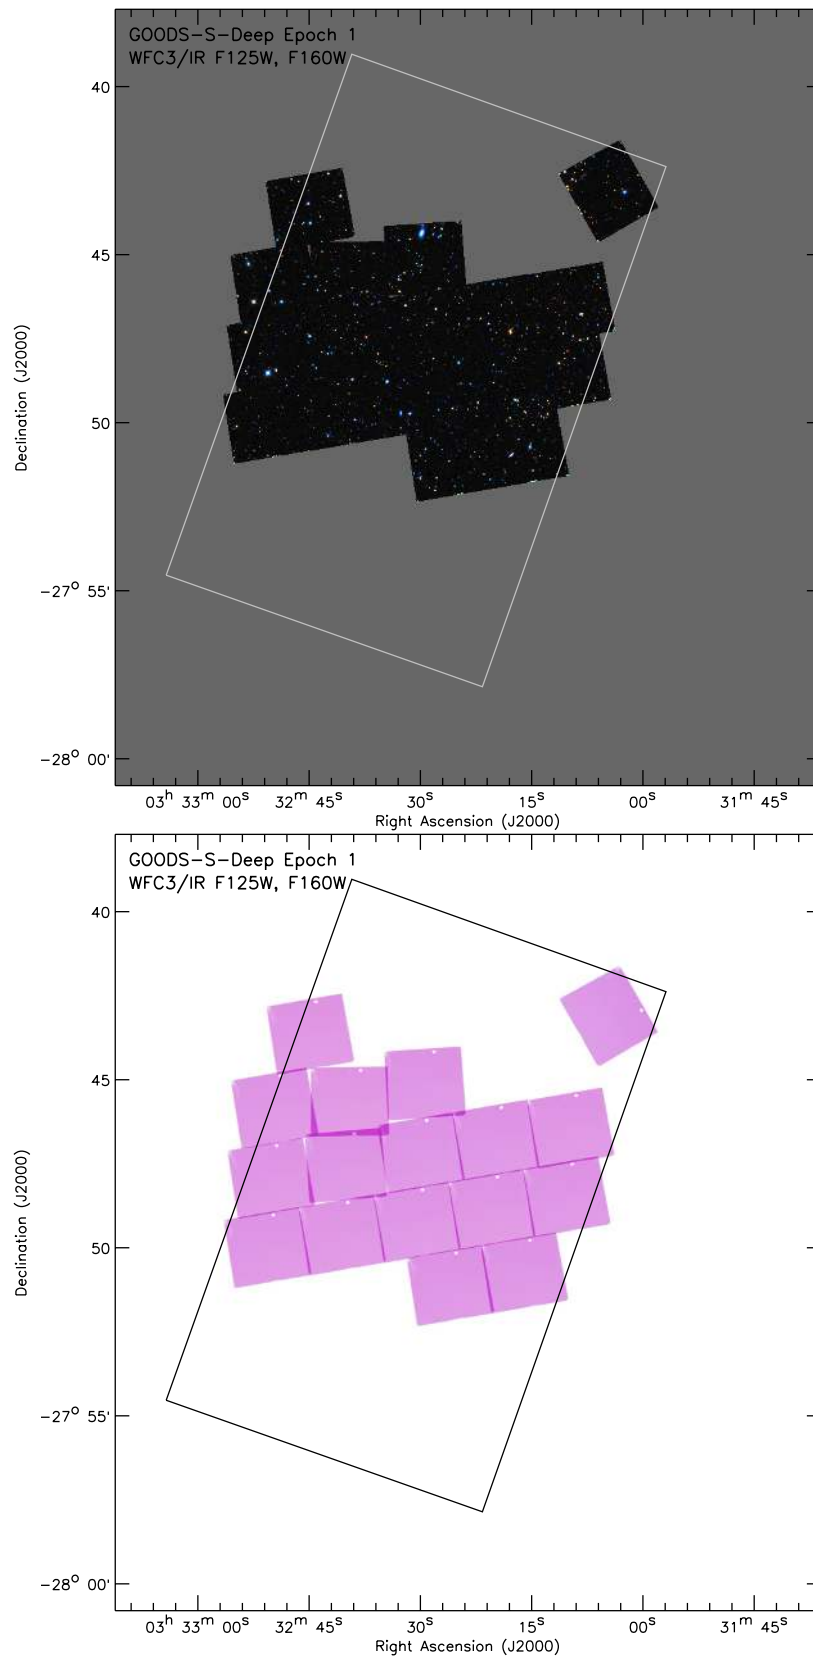 GOODS-S-Deep Epoch 1
WFC3/IR F125W, F160W
40
45
50
-27° 55'
-28° 00'
Declination (J2000)
03h 33m 00s 32m 45s 30s 15s 00s 31m 45s
Right Ascension (J2000)
GOODS-S-Deep Epoch 1
WFC3/IR F125W, F160W
40
45
50
-27° 55'
-28° 00'
Declination (J2000)
03h 33m 00s 32m 45s 30s 15s 00s 31m 45s
Right Ascension (J2000)